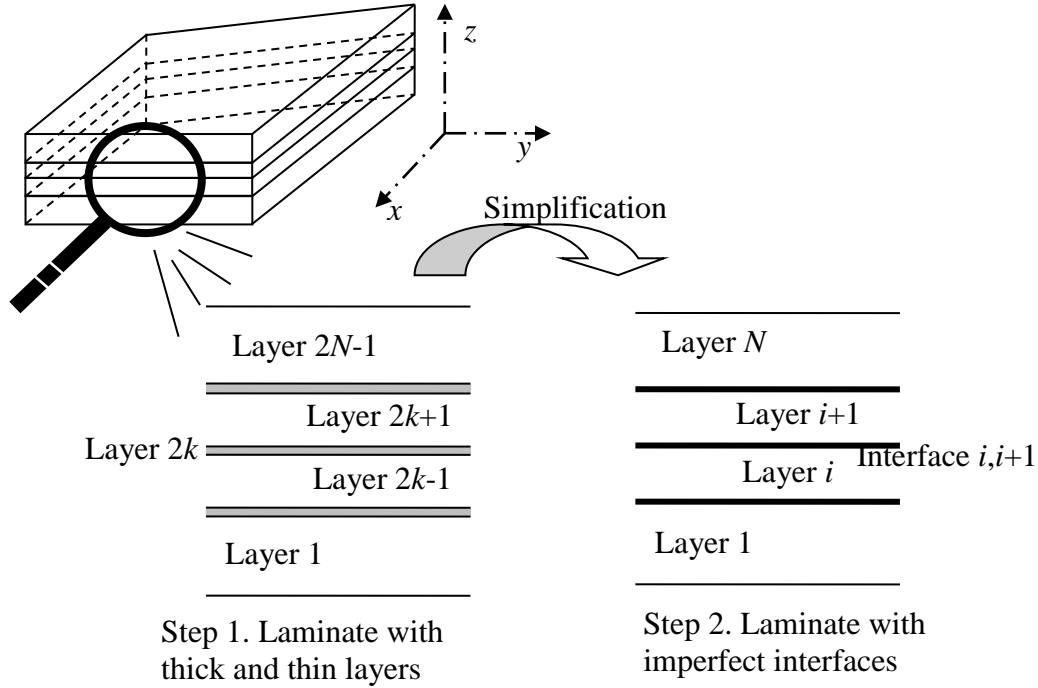 z
y
x
Simplification
Layer 2N-1
Layer 2k+1
Layer 2k
Layer 2k-1
Layer 1
Step 1. Laminate with
thick and thin layers
Layer N
Layer i+1
Interface i,i+1
Layer i
Layer 1
Step 2. Laminate with
imperfect interfaces